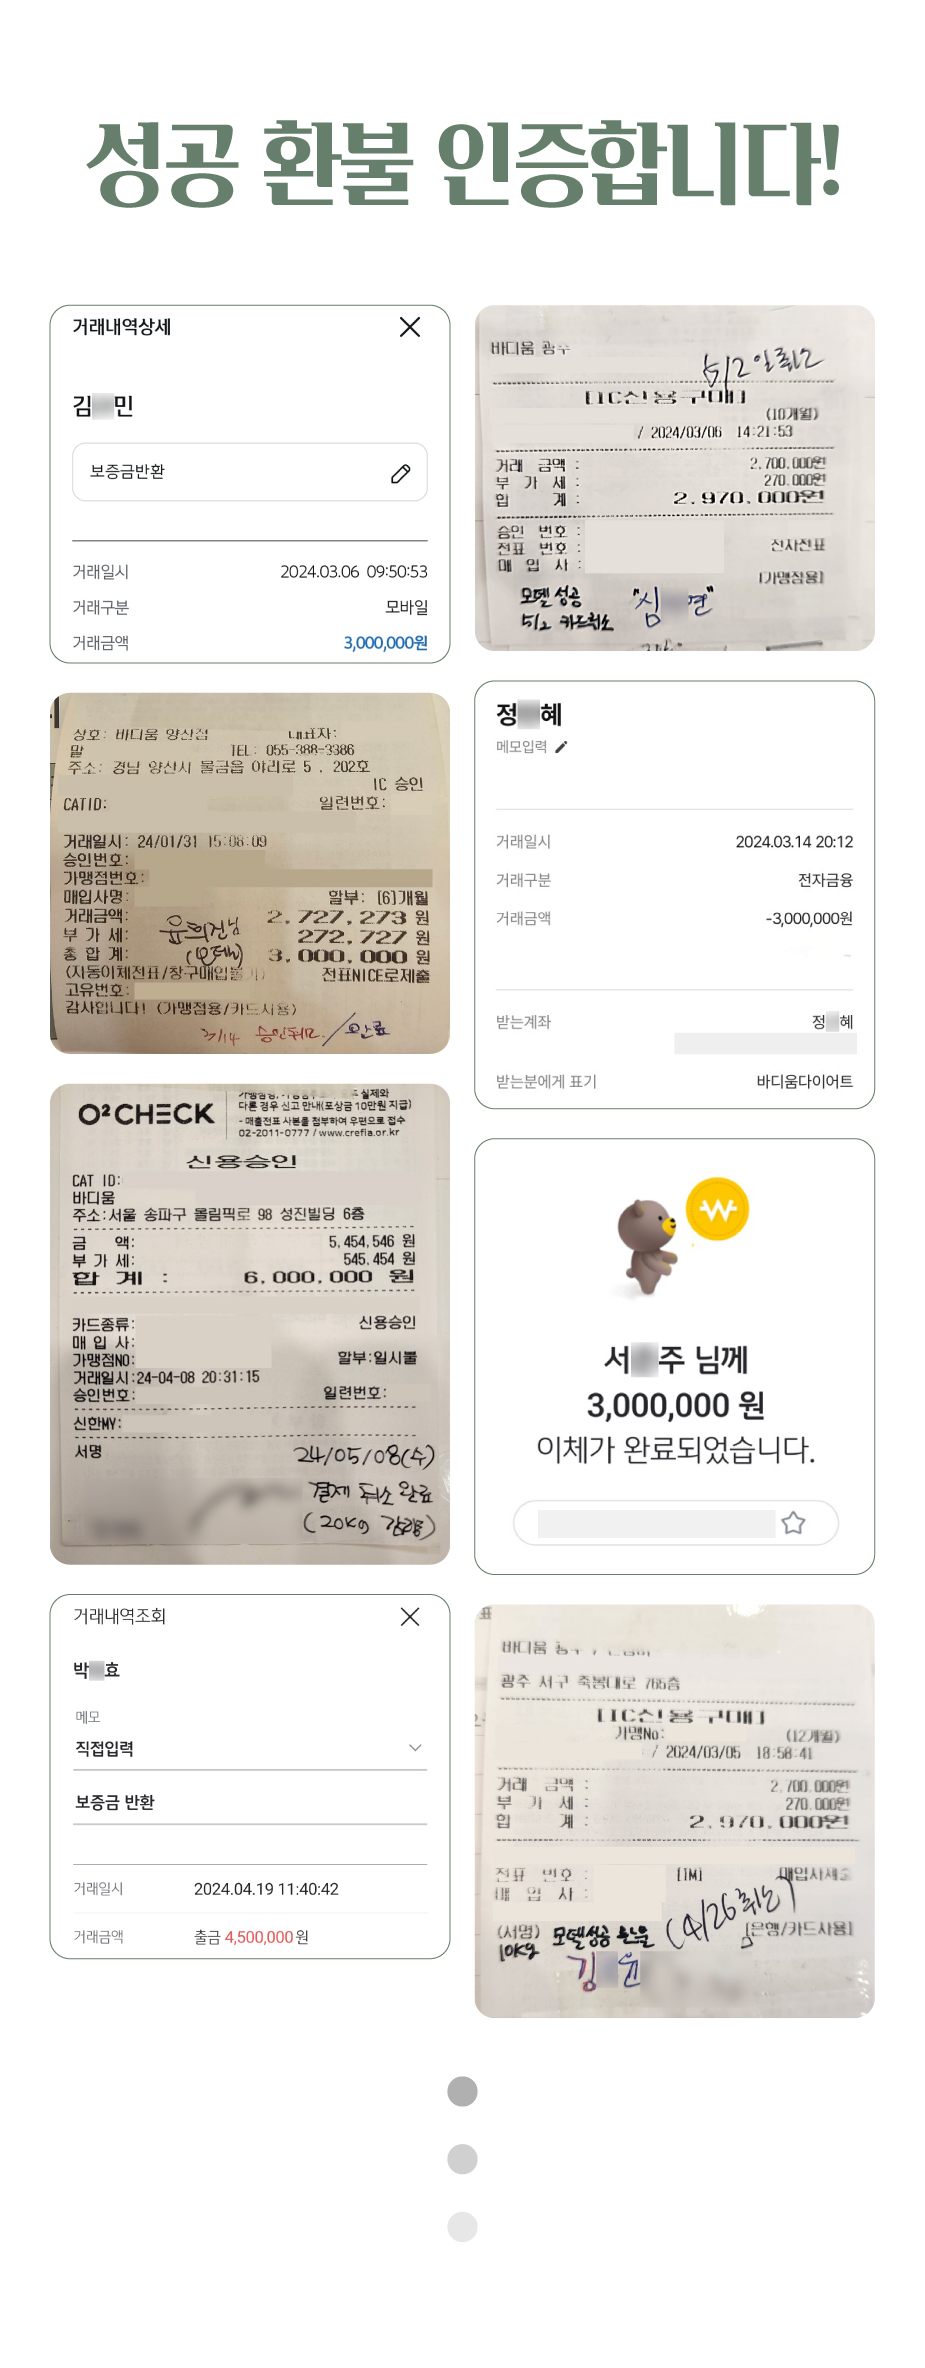 성공 환불 인증합니다!
거래내역상세
김 민
보증금반환
거래일시 2024.03.06 09:50:53
거래구분 모바일
거래금액 3,000,000원
바디움 광주
5/2 일 취소
[IC신용구매]
(10개월)
/ 2024/03/06 14:21:53
거래 금액 : 2,700,000원
부 가 세 : 270,000원
합 계 : 2,970,000원
승인 번호 :
전표 번호 : 전자전표
매 입 사 :
[가맹점용]
모델 성공 "심 연"
5/2 카드취소
상호: 바디움 양산점 대표자:
말 TEL: 055-388-3386
주소: 경남 양산시 물금읍 야리로 5 , 202호
IC 승인
CATID: 일련번호:
거래일시: 24/01/31 15:08:09
승인번호:
가맹점번호:
매입사명: 할부: [6]개월
거래금액: 2,727,273 원
부 가 세: 272,727 원
총 합 계: 3,000,000 원
(자동이체전표/창구매입불가) 전표NICE로제출
고유번호:
감사합니다! (가맹점용/카드사용)
3/14 승인취소/완료
정 혜
메모입력
거래일시 2024.03.14 20:12
거래구분 전자금융
거래금액 -3,000,000원
받는계좌 정 혜
받는분에게 표기 바디움다이어트
O²CHECK
다른 경우 신고 안내(포상금 10만원 지급)
- 매출전표 사본을 첨부하여 우편으로 접수
02-2011-0777 / www.crefia.or.kr
신용승인
CAT ID:
바디움
주소:서울 송파구 올림픽로 98 성진빌딩 6층
금 액: 5,454,546 원
부 가 세: 545,454 원
합 계 : 6,000,000 원
카드종류: 신용승인
매 입 사:
가맹점NO: 할부:일시불
거래일시:24-04-08 20:31:15
승인번호: 일련번호:
신한MY:
서명
24/05/08(수)
결제 취소 완료
(20kg 감량)
서 주 님께
3,000,000 원
이체가 완료되었습니다.
거래내역조회
박 효
메모
직접입력
보증금 반환
거래일시 2024.04.19 11:40:42
거래금액 출금 4,500,000원
바디움 광주
광주 서구 죽봉대로 765층
[IC신용구매]
가맹No: (12개월)
/ 2024/03/05 18:58:41
거래 금액 : 2,700,000원
부 가 세 : 270,000원
합 계 : 2,970,000원
전표 번호 : [IM]
매 입 사 :
(서명) 모델성공 (4/26 취소) [은행/카드사용]
10kg
김 윤